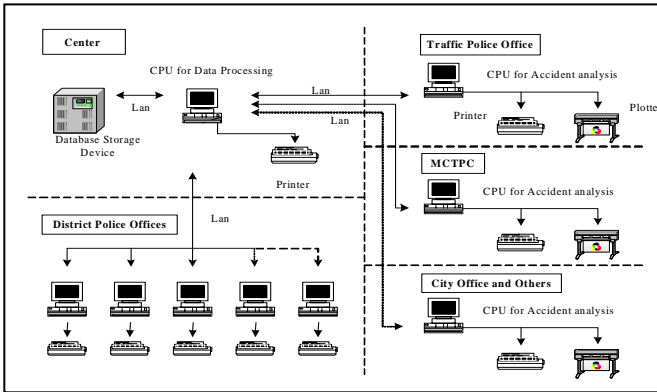 Center
CPU for Data Processing
Lan
Database Storage
Device
Printer
Lan
Lan
Traffic Police Office
CPU for Accident analysis
Printer
Plotte
MCTPC
CPU for Accident analysis
Lan
District Police Offices
City Office and Others
CPU for Accident analysis